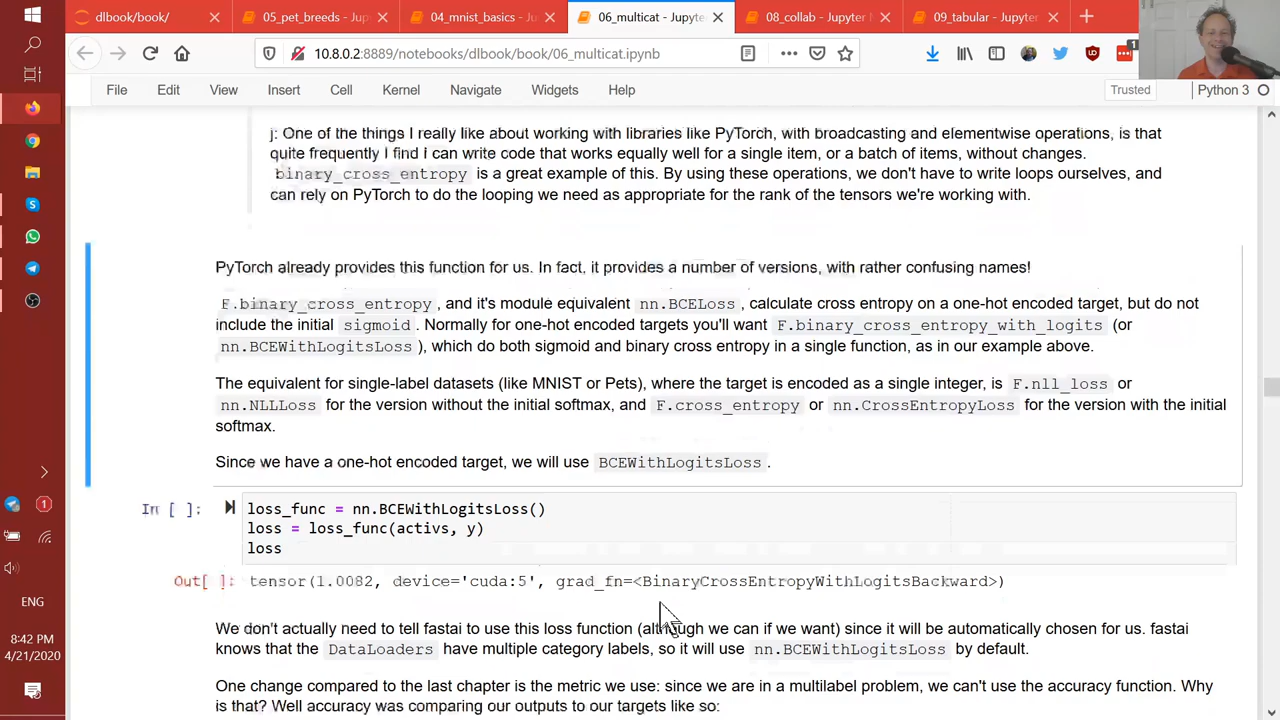 dlbook/book/
05_pet_breeds - Jup
04_mnist_basics - J
06_multicat - Jupyte
08_collab - Jupyter
09_tabular - Jupyte
10.8.0.2:8889/notebooks/dlbook/book/06_multicat.ipynb
1
File Edit View Insert Cell Kernel Navigate Widgets Help
Trusted
Python 3
j: One of the things I really like about working with libraries like PyTorch, with broadcasting and elementwise operations, is that
quite frequently I find I can write code that works equally well for a single item, or a batch of items, without changes.
binary_cross_entropy is a great example of this. By using these operations, we don't have to write loops ourselves, and
can rely on PyTorch to do the looping we need as appropriate for the rank of the tensors we're working with.
PyTorch already provides this function for us. In fact, it provides a number of versions, with rather confusing names!
F.binary_cross_entropy, and it's module equivalent nn.BCELoss, calculate cross entropy on a one-hot encoded target, but do not
include the initial sigmoid. Normally for one-hot encoded targets you'll want F.binary_cross_entropy_with_logits (or
nn.BCEWithLogitsLoss), which do both sigmoid and binary cross entropy in a single function, as in our example above.
The equivalent for single-label datasets (like MNIST or Pets), where the target is encoded as a single integer, is F.nll_loss or
nn.NLLLoss for the version without the initial softmax, and F.cross_entropy or nn.CrossEntropyLoss for the version with the initial
softmax.
Since we have a one-hot encoded target, we will use BCEWithLogitsLoss.
In [ ]:
loss_func = nn.BCEWithLogitsLoss()
loss = loss_func(activs, y)
loss
Out[ ]: tensor(1.0082, device='cuda:5', grad_fn=<BinaryCrossEntropyWithLogitsBackward>)
We don't actually need to tell fastai to use this loss function (although we can if we want) since it will be automatically chosen for us. fastai
knows that the DataLoaders have multiple category labels, so it will use nn.BCEWithLogitsLoss by default.
One change compared to the last chapter is the metric we use: since we are in a multilabel problem, we can't use the accuracy function. Why
is that? Well accuracy was comparing our outputs to our targets like so:
1
ENG
8:42 PM
4/21/2020